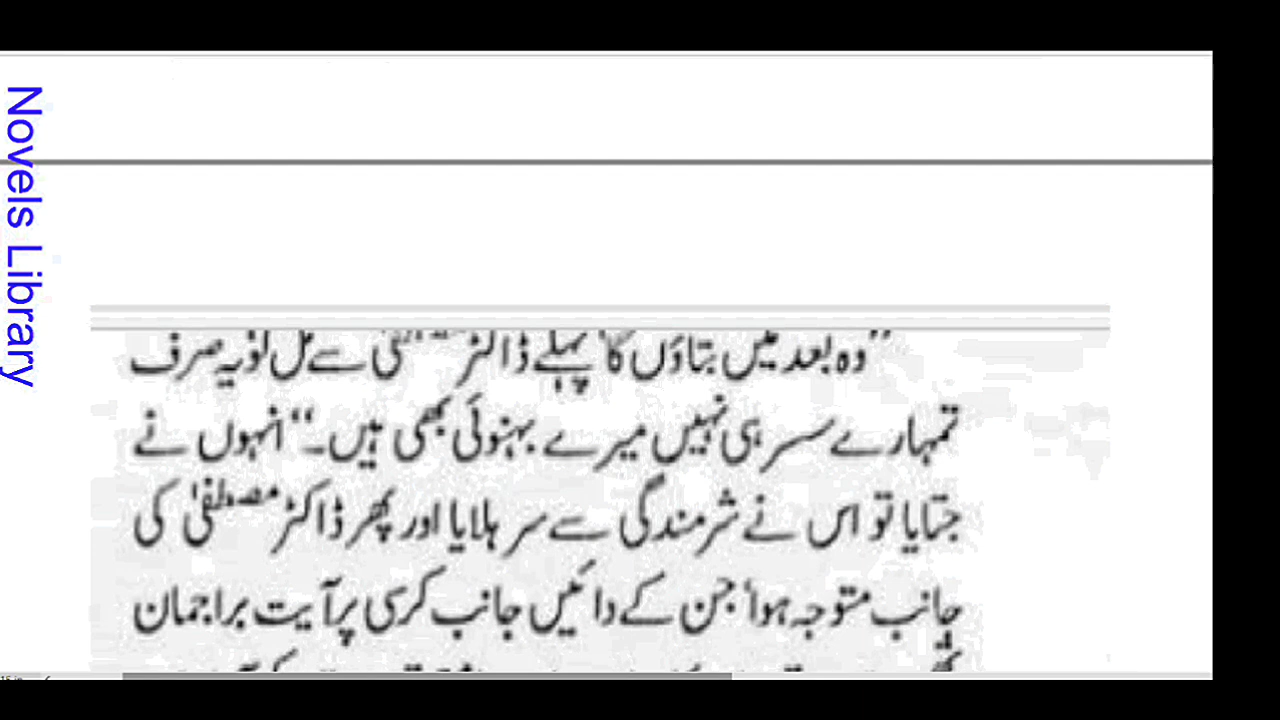 Novels Library
”وہ بعد میں بتاؤں گا‘ پہلے ڈاکٹر سے مل لو‘ یہ صرف
تمہارے سسر ہی نہیں میرے بہنوئی بھی ہیں۔“ انہوں نے
جتایا تو اس نے شرمندگی سے سر ہلایا اور پھر ڈاکٹر مصطفیٰ کی
جانب متوجہ ہوا‘ جن کے دائیں جانب کرسی پر آیت براجمان